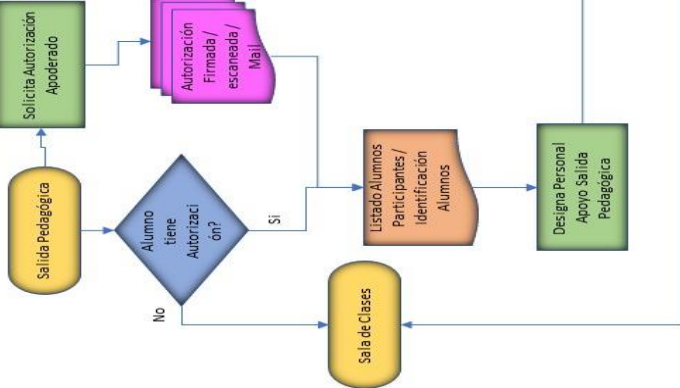 Solicita Autorización
Apoderado
Autorización
Firmada /
escaneada /
Mail
Salida Pedagógica
Alumno
tiene
Autorizaci
ón?
Si
No
Listado Alumnos
Participantes /
Identificación
Alumnos
Designa Personal
Apoyo Salida
Pedagógica
Sala de Clases